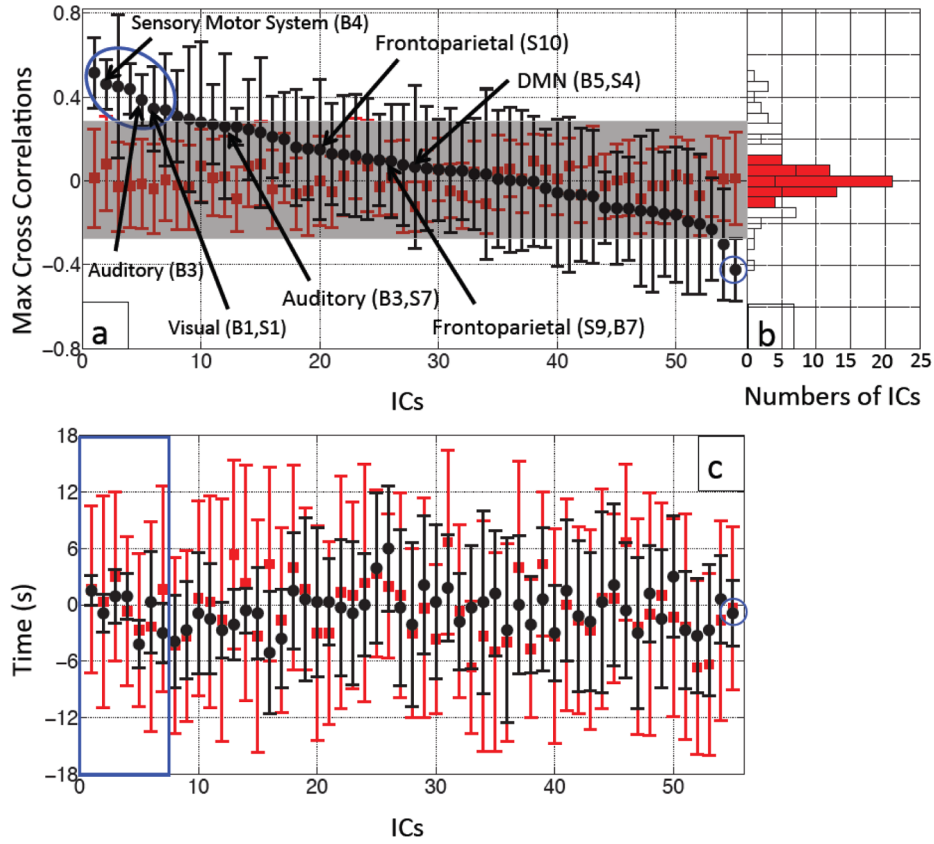 0.8
Sensory Motor System (B4)
Frontoparietal (S10)
DMN (B5,S4)
0.4
0
−0.4
Auditory (B3)
Auditory (B3,S7)
Visual (B1,S1)
Frontoparietal (S9,B7)
−0.8
Max Cross Correlations
a
b
0 10 20 30 40 50 0 5 10 15 20 25
ICs
Numbers of ICs
18
c
12
6
0
−6
−12
−18
Time (s)
0 10 20 30 40 50
ICs